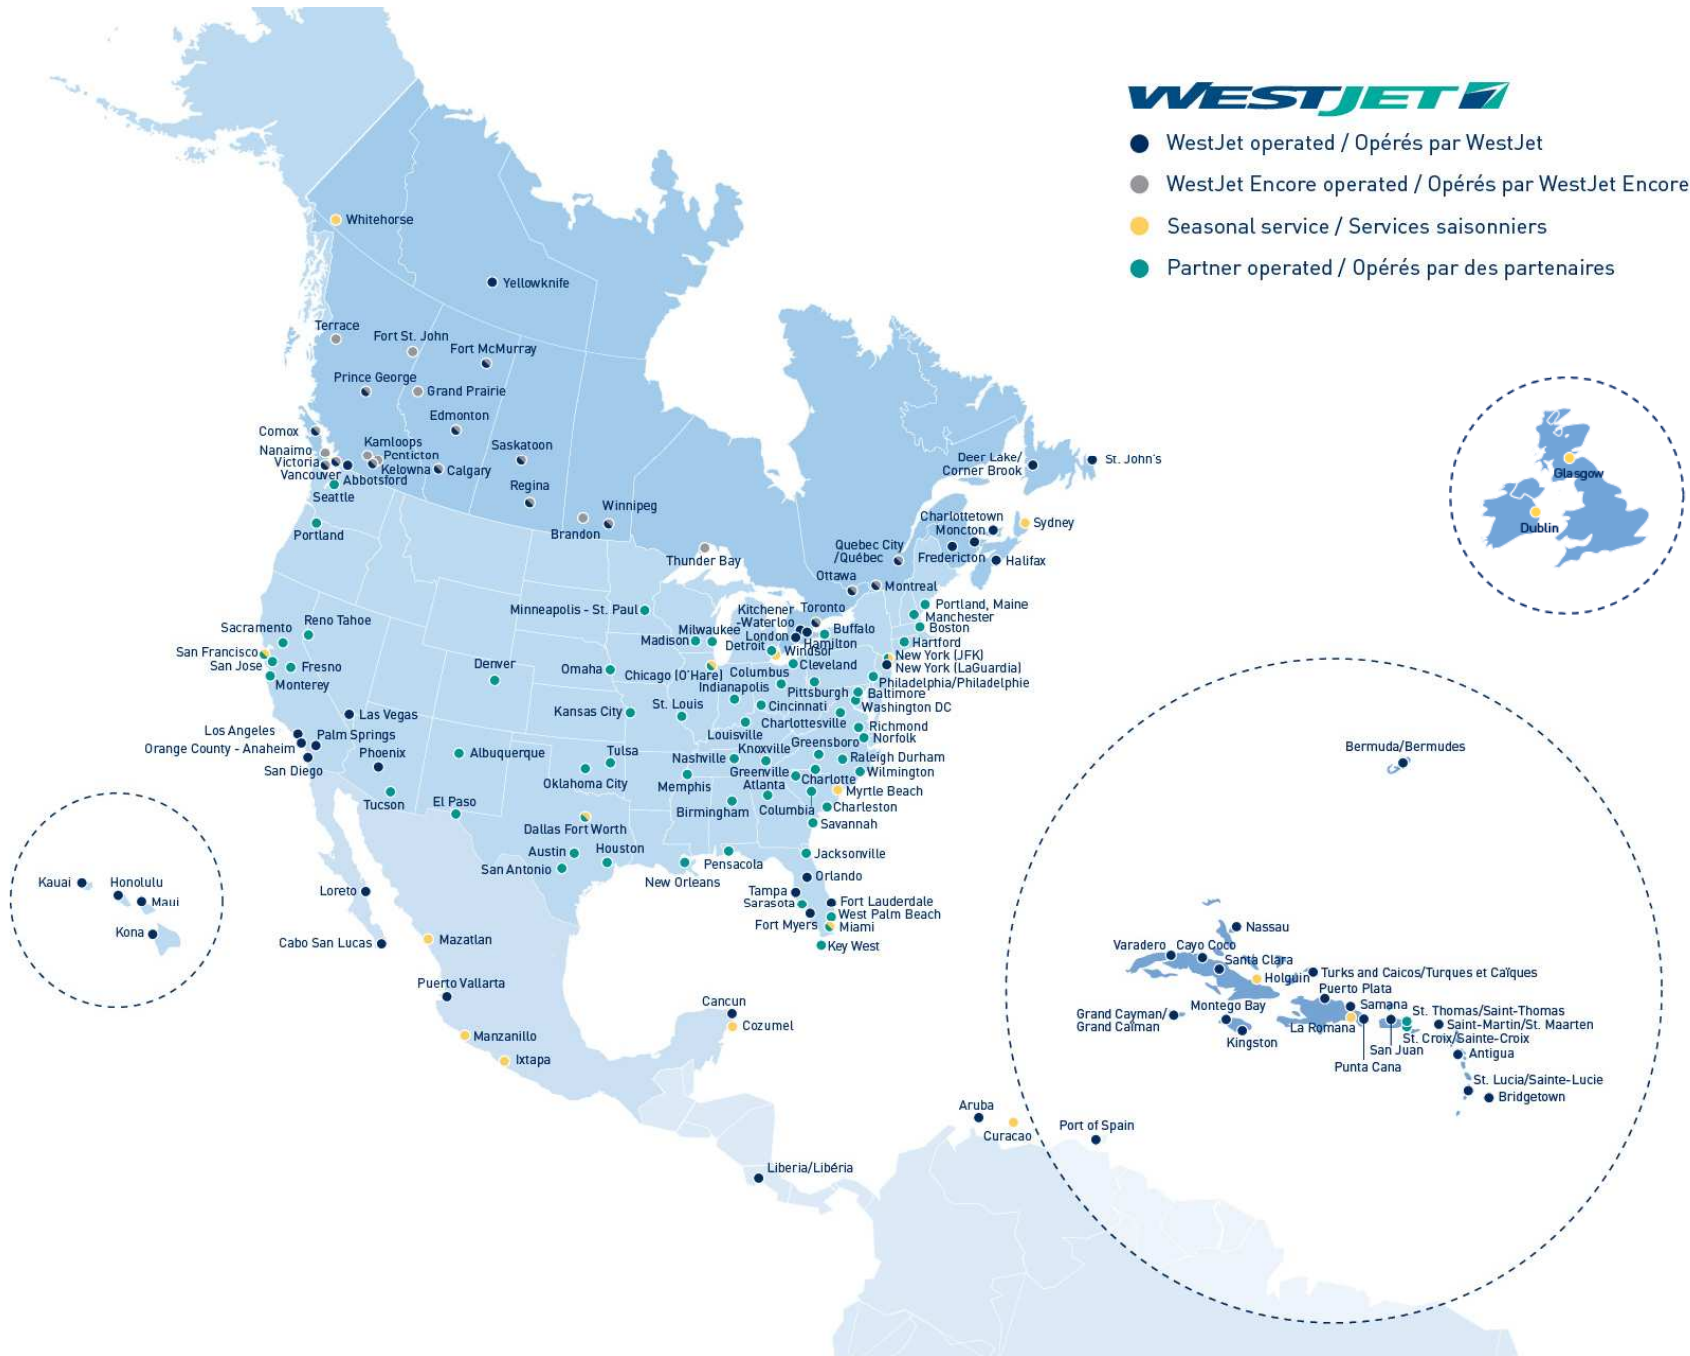 WESTJET
WestJet operated / Opérés par WestJet
WestJet Encore operated / Opérés par WestJet Encore
Seasonal service / Services saisonniers
Partner operated / Opérés par des partenaires
Whitehorse
Yellowknife
Terrace
Fort St. John
Fort McMurray
Prince George
Grand Prairie
Edmonton
Comox
Kamloops
Saskatoon
Nanaimo
Penticton
Victoria
Kelowna
Calgary
Vancouver
Abbotsford
Seattle
Regina
Winnipeg
Portland
Brandon
Thunder Bay
Deer Lake/
Corner Brook
St. John's
Charlottetown
Moncton
Sydney
Quebec City
/Québec
Fredericton
Halifax
Ottawa
Montreal
Glasgow
Dublin
Minneapolis - St. Paul
Kitchener
-Waterloo
Toronto
Portland, Maine
Manchester
Reno Tahoe
Sacramento
Milwaukee
Madison
London
Buffalo
Boston
Hamilton
Detroit
Windsor
Hartford
San Francisco
San Jose
Fresno
Monterey
Denver
Omaha
Chicago (O'Hare)
Columbus
Cleveland
New York (JFK)
New York (LaGuardia)
Indianapolis
Pittsburgh
Philadelphia/Philadelphie
Baltimore
Washington DC
Kansas City
St. Louis
Cincinnati
Louisville
Charlottesville
Richmond
Norfolk
Las Vegas
Los Angeles
Palm Springs
Orange County - Anaheim
San Diego
Phoenix
Albuquerque
Tulsa
Oklahoma City
Nashville
Knoxville
Greensboro
Raleigh Durham
Greenville
Charlotte
Wilmington
Memphis
Atlanta
Myrtle Beach
Tucson
El Paso
Birmingham
Columbia
Charleston
Savannah
Dallas Fort Worth
Austin
Houston
San Antonio
New Orleans
Pensacola
Jacksonville
Orlando
Tampa
Sarasota
Fort Lauderdale
West Palm Beach
Fort Myers
Miami
Key West
Bermuda/Bermudes
Kauai
Honolulu
Maui
Kona
Loreto
Cabo San Lucas
Mazatlan
Puerto Vallarta
Manzanillo
Ixtapa
Cancun
Cozumel
Nassau
Varadero
Cayo Coco
Santa Clara
Holguin
Turks and Caicos/Turques et Caïques
Puerto Plata
Grand Cayman/
Grand Caïman
Montego Bay
Kingston
Samana
La Romana
St. Thomas/Saint-Thomas
Saint-Martin/St. Maarten
St. Croix/Sainte-Croix
San Juan
Antigua
Punta Cana
St. Lucia/Sainte-Lucie
Bridgetown
Aruba
Curacao
Port of Spain
Liberia/Libéria